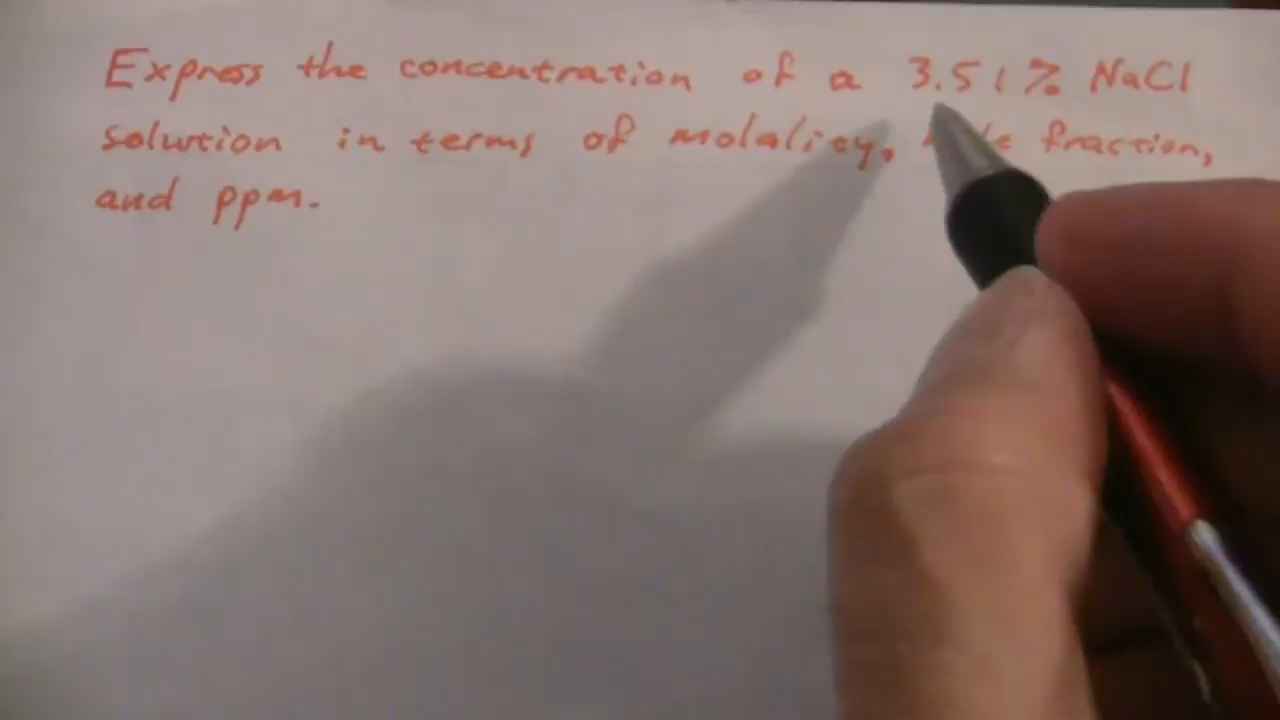 Express the concentration of a 3.51% NaCl
solution in terms of molality, fraction,
and ppm.